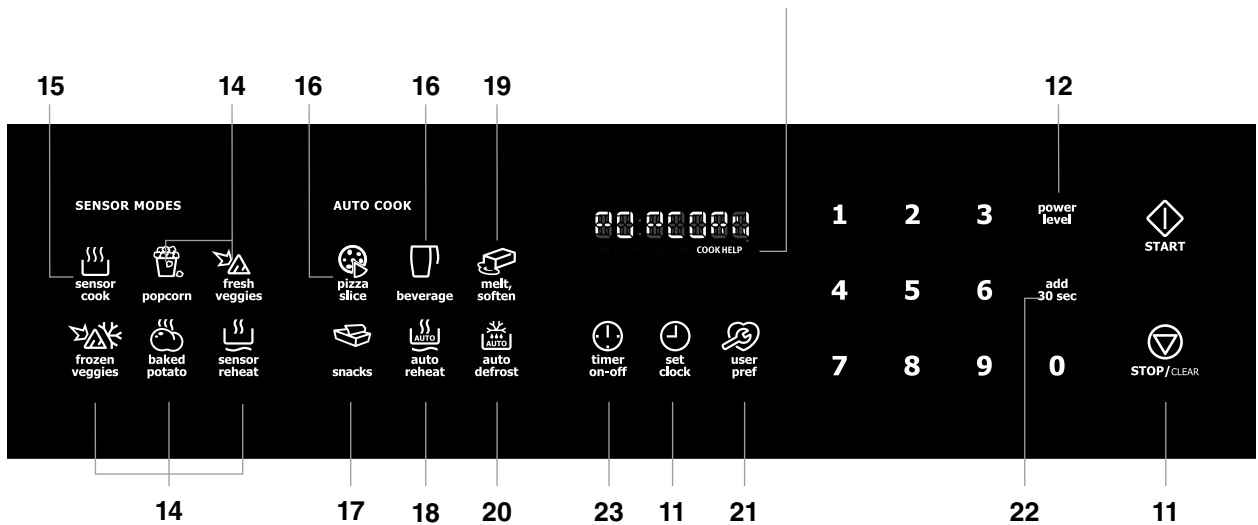 15
14
16
16
19
12
SENSOR MODES
AUTO COOK
COOK HELP
1
2
3
power
level
START
sensor
cook
popcorn
fresh
veggies
pizza
slice
beverage
melt,
soften
4
5
6
add
30 sec
frozen
veggies
baked
potato
sensor
reheat
snacks
AUTO
auto
reheat
AUTO
auto
defrost
timer
on-off
set
clock
user
pref
7
8
9
0
STOP/CLEAR
14
17
18
20
23
11
21
22
11